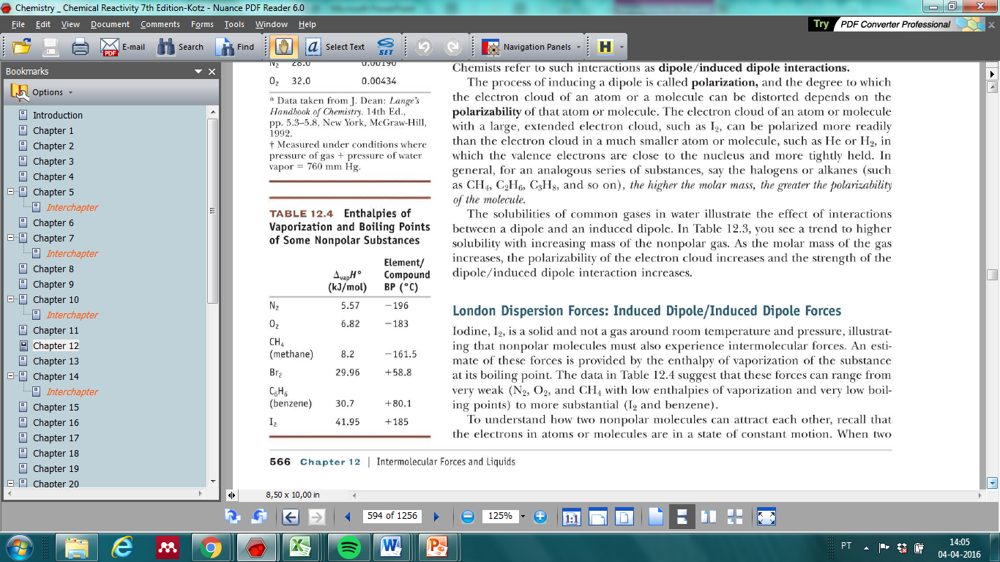 Chemistry _ Chemical Reactivity 7th Edition-Kotz - Nuance PDF Reader 6.0
File Edit View Document Comments Forms Tools Window Help
Try PDF Converter Professional
E-mail Search Find Select Text Navigation Panels
PDF SET H
Bookmarks
Options
Introduction
Chapter 1
Chapter 2
Chapter 3
Chapter 4
Chapter 5
Interchapter
Chapter 6
Chapter 7
Interchapter
Chapter 8
Chapter 9
Chapter 10
Interchapter
Chapter 11
Chapter 12
Chapter 13
Chapter 14
Interchapter
Chapter 15
Chapter 16
Chapter 17
Chapter 18
Chapter 19
Chapter 20
N₂ 28.0 0.00190
O₂ 32.0 0.00434
* Data taken from J. Dean: Lange's
Handbook of Chemistry. 14th Ed.,
pp. 5.3–5.8, New York, McGraw-Hill,
1992.
† Measured under conditions where
pressure of gas + pressure of water
vapor = 760 mm Hg.
TABLE 12.4 Enthalpies of
Vaporization and Boiling Points
of Some Nonpolar Substances
Element/
ΔvapH° Compound
(kJ/mol) BP (°C)
N₂ 5.57 −196
O₂ 6.82 −183
CH₄
(methane) 8.2 −161.5
Br₂ 29.96 +58.8
C₆H₆
(benzene) 30.7 +80.1
I₂ 41.95 +185
Chemists refer to such interactions as dipole/induced dipole interactions.
The process of inducing a dipole is called polarization, and the degree to which
the electron cloud of an atom or a molecule can be distorted depends on the
polarizability of that atom or molecule. The electron cloud of an atom or molecule
with a large, extended electron cloud, such as I₂, can be polarized more readily
than the electron cloud in a much smaller atom or molecule, such as He or H₂, in
which the valence electrons are close to the nucleus and more tightly held. In
general, for an analogous series of substances, say the halogens or alkanes (such
as CH₄, C₂H₆, C₃H₈, and so on), the higher the molar mass, the greater the polarizability
of the molecule.
The solubilities of common gases in water illustrate the effect of interactions
between a dipole and an induced dipole. In Table 12.3, you see a trend to higher
solubility with increasing mass of the nonpolar gas. As the molar mass of the gas
increases, the polarizability of the electron cloud increases and the strength of the
dipole/induced dipole interaction increases.
London Dispersion Forces: Induced Dipole/Induced Dipole Forces
Iodine, I₂, is a solid and not a gas around room temperature and pressure, illustrat-
ing that nonpolar molecules must also experience intermolecular forces. An esti-
mate of these forces is provided by the enthalpy of vaporization of the substance
at its boiling point. The data in Table 12.4 suggest that these forces can range from
very weak (N₂, O₂, and CH₄ with low enthalpies of vaporization and very low boil-
ing points) to more substantial (I₂ and benzene).
To understand how two nonpolar molecules can attract each other, recall that
the electrons in atoms or molecules are in a state of constant motion. When two
566 Chapter 12 | Intermolecular Forces and Liquids
8,50 x 10,00 in
594 of 1256 125% 1:1
PT 14:05
04-04-2016